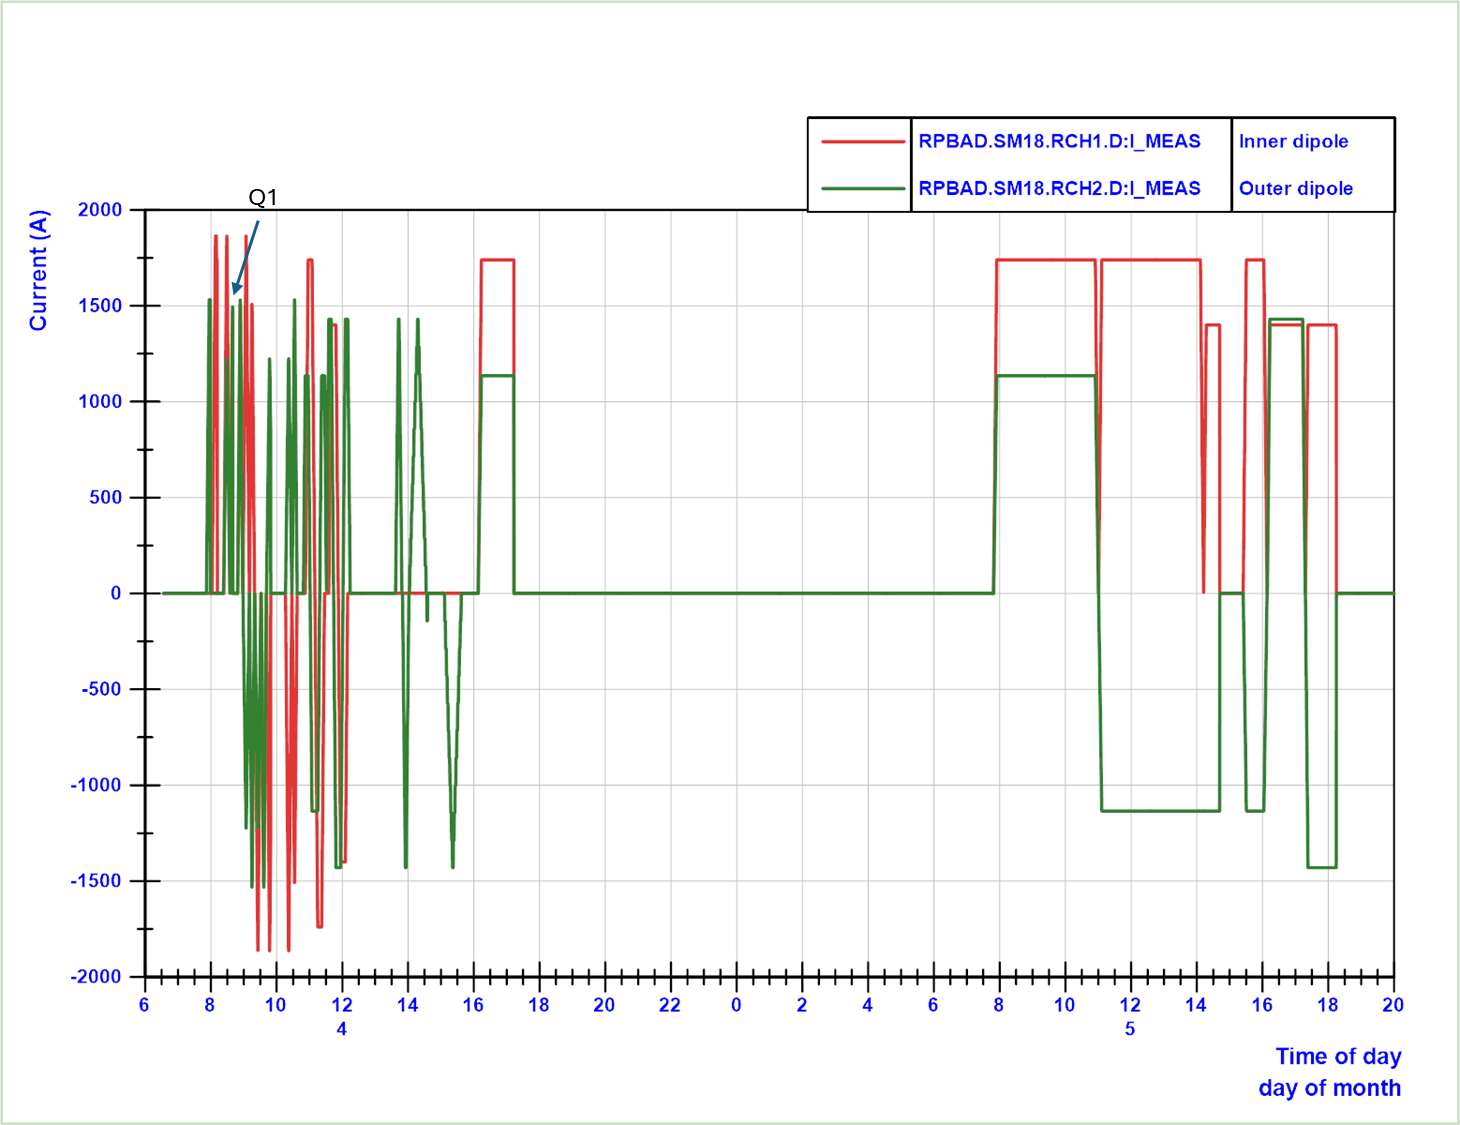 RPBAD.SM18.RCH1.D:I_MEAS Inner dipole
RPBAD.SM18.RCH2.D:I_MEAS Outer dipole
Q1
Current (A)
2000
1500
1000
500
0
-500
-1000
-1500
-2000
6 8 10 12 14 16 18 20 22 0 2 4 6 8 10 12 14 16 18 20
4 5
Time of day
day of month